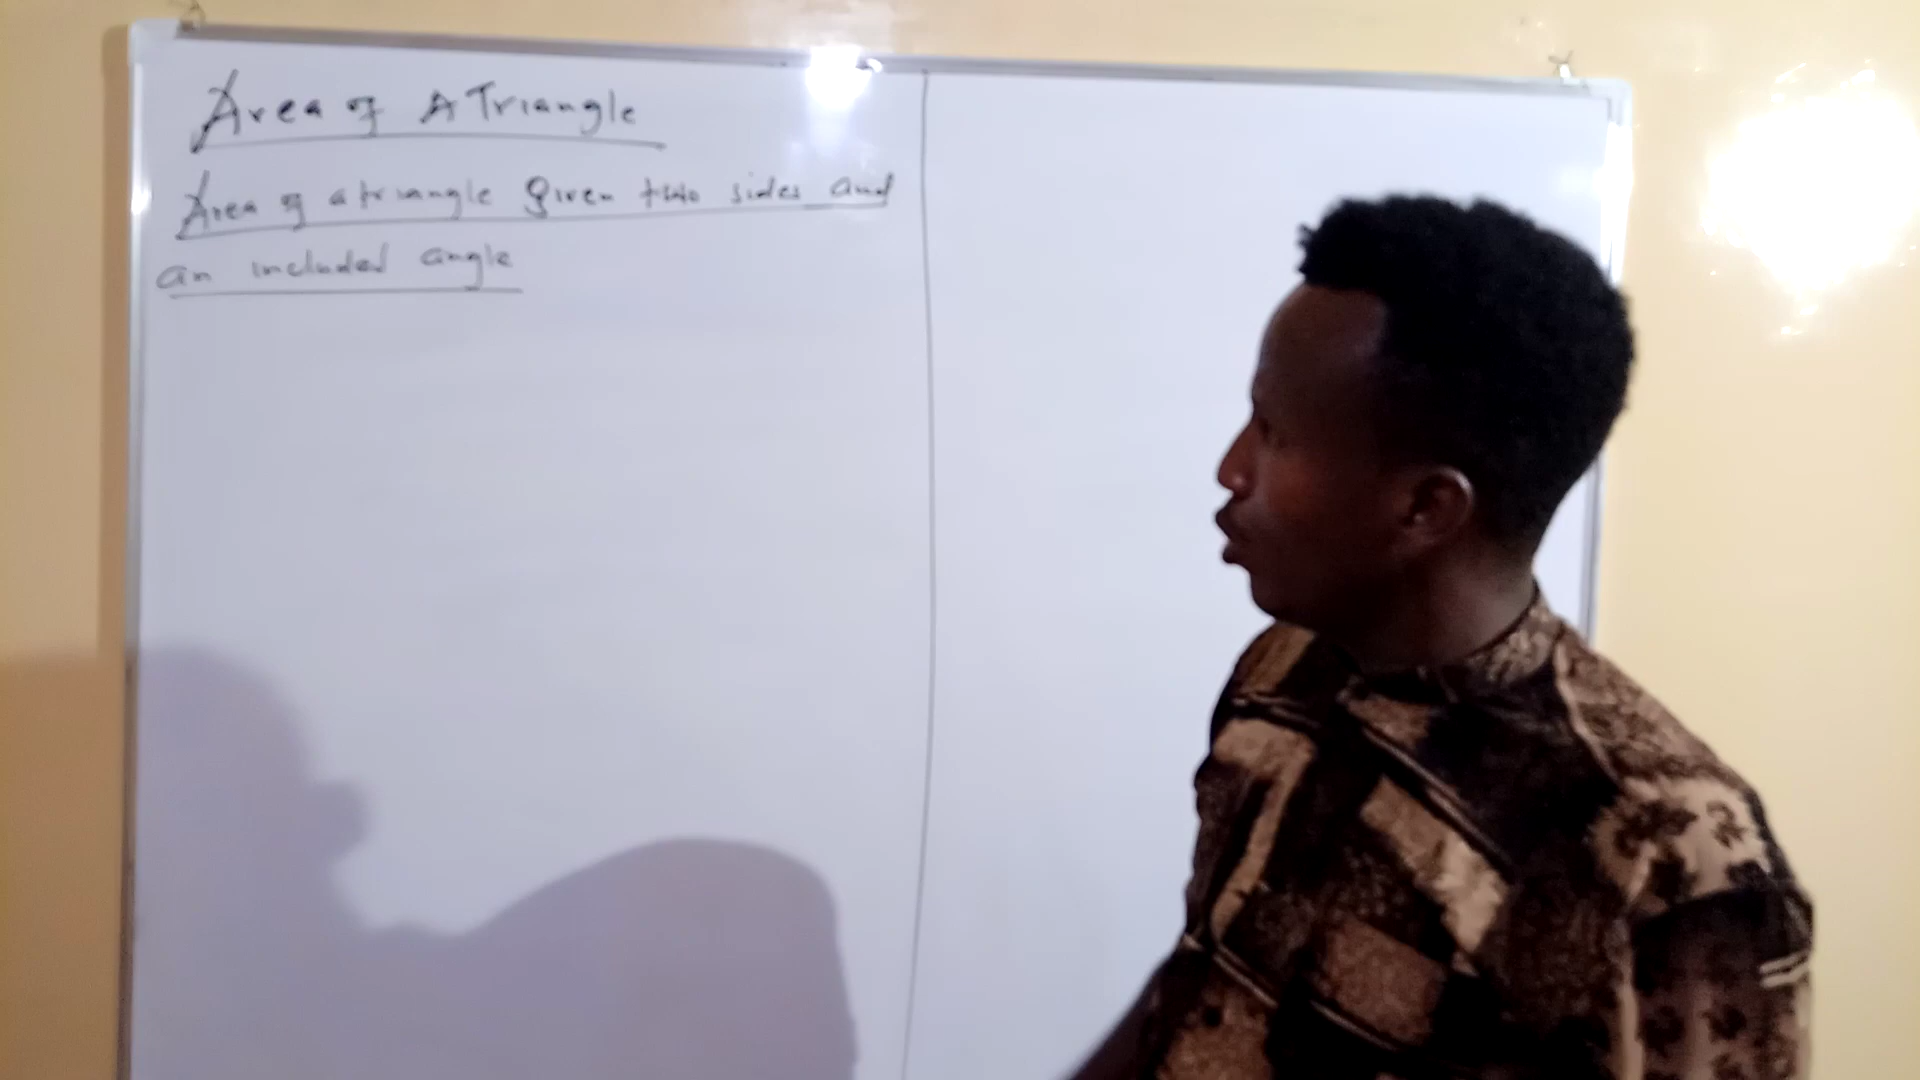 Area of A Triangle
Area of a triangle Given two sides and
an included angle